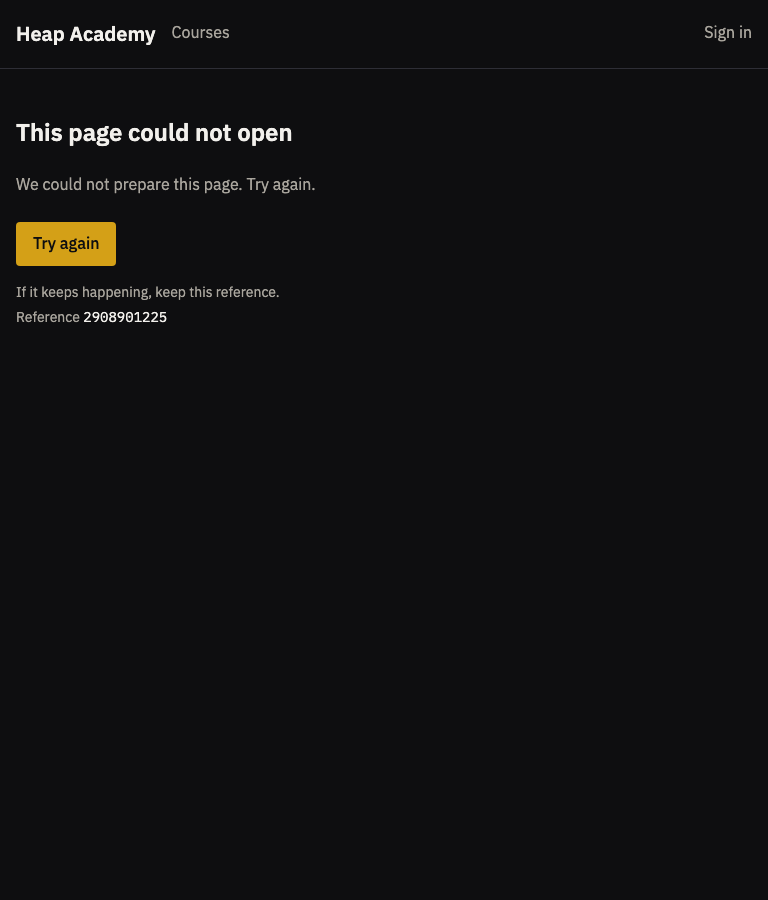 Heap Academy Courses Sign in
This page could not open
We could not prepare this page. Try again.
Try again
If it keeps happening, keep this reference.
Reference 2908901225